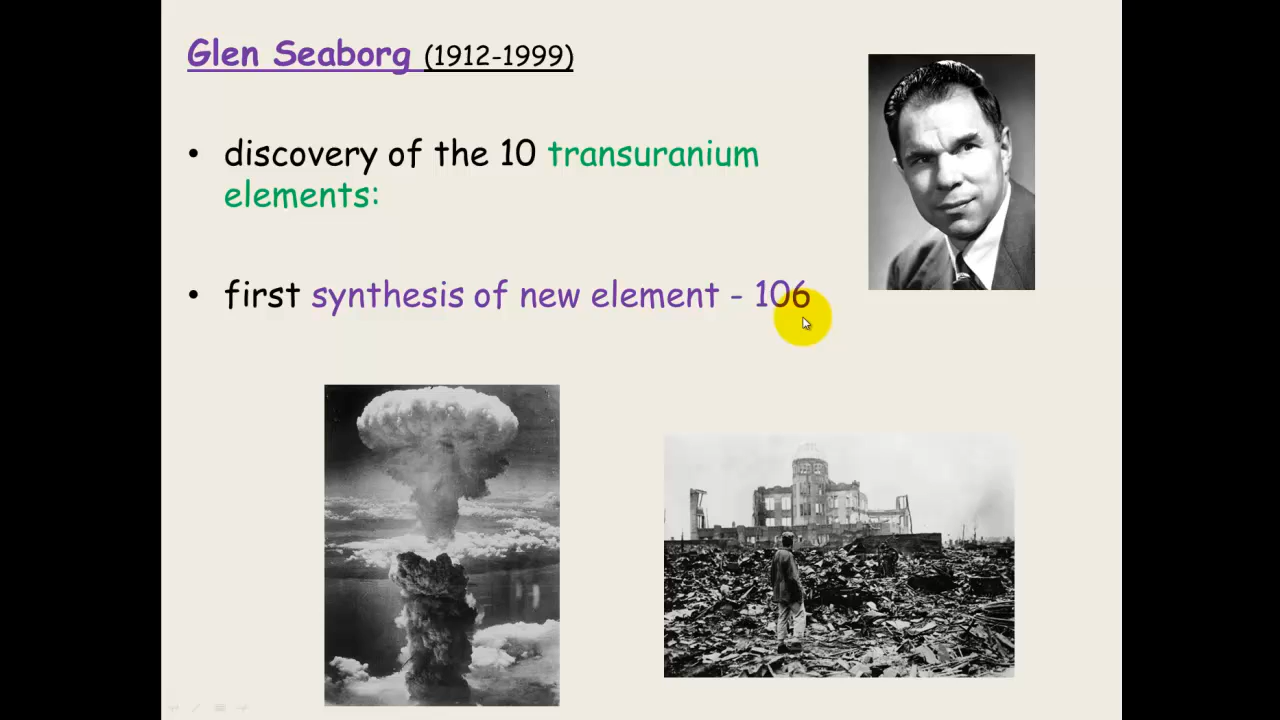 Glen Seaborg (1912-1999)
• discovery of the 10 transuranium
elements:
• first synthesis of new element - 106